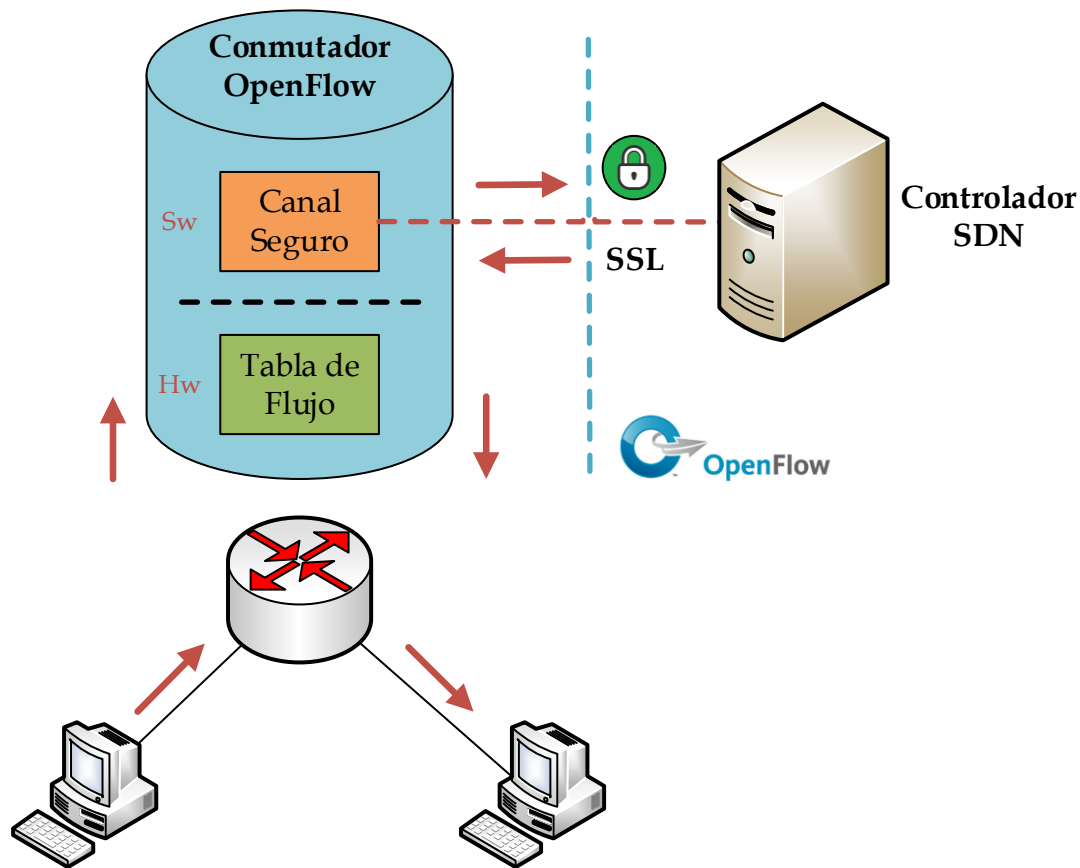 Conmutador
OpenFlow
Sw
Canal
Seguro
SSL
Controlador
SDN
Hw
Tabla de
Flujo
OpenFlow